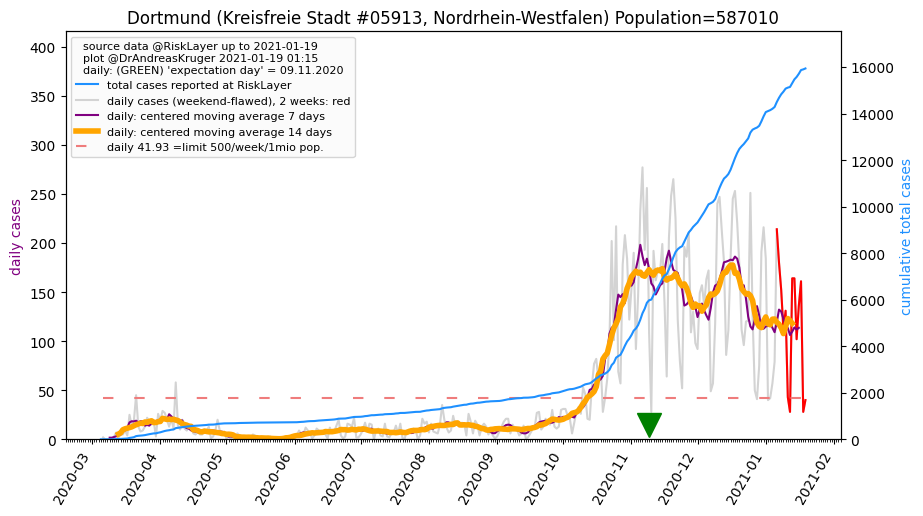 Dortmund (Kreisfreie Stadt #05913, Nordrhein-Westfalen) Population=587010
source data @RiskLayer up to 2021-01-19
plot @DrAndreasKruger 2021-01-19 01:15
daily: (GREEN) 'expectation day' = 09.11.2020
total cases reported at RiskLayer
daily cases (weekend-flawed), 2 weeks: red
daily: centered moving average 7 days
daily: centered moving average 14 days
daily 41.93 =limit 500/week/1mio pop.
daily cases
400
350
300
250
200
150
100
50
0
cumulative total cases
16000
14000
12000
10000
8000
6000
4000
2000
0
2020-03
2020-04
2020-05
2020-06
2020-07
2020-08
2020-09
2020-10
2020-11
2020-12
2021-01
2021-02